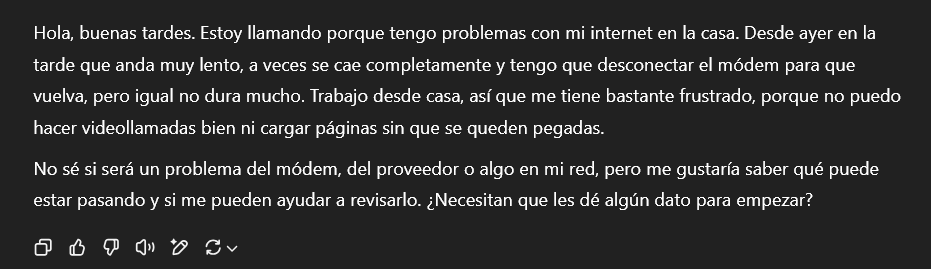 Hola, buenas tardes. Estoy llamando porque tengo problemas con mi internet en la casa. Desde ayer en la
tarde que anda muy lento, a veces se cae completamente y tengo que desconectar el módem para que
vuelva, pero igual no dura mucho. Trabajo desde casa, así que me tiene bastante frustrado, porque no puedo
hacer videollamadas bien ni cargar páginas sin que se queden pegadas.
No sé si será un problema del módem, del proveedor o algo en mi red, pero me gustaría saber qué puede
estar pasando y si me pueden ayudar a revisarlo. ¿Necesitan que les dé algún dato para empezar?